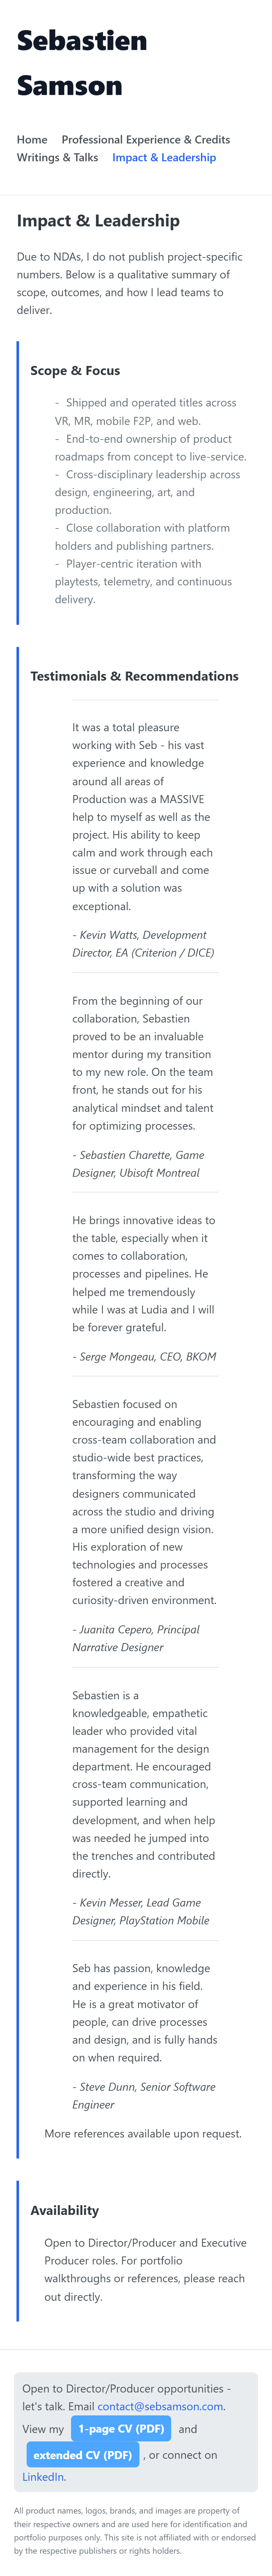 Sebastien
Samson
Home Professional Experience & Credits
Writings & Talks Impact & Leadership
Impact & Leadership
Due to NDAs, I do not publish project-specific
numbers. Below is a qualitative summary of
scope, outcomes, and how I lead teams to
deliver.
Scope & Focus
- Shipped and operated titles across
VR, MR, mobile F2P, and web.
- End-to-end ownership of product
roadmaps from concept to live-service.
- Cross-disciplinary leadership across
design, engineering, art, and
production.
- Close collaboration with platform
holders and publishing partners.
- Player-centric iteration with
playtests, telemetry, and continuous
delivery.
Testimonials & Recommendations
It was a total pleasure
working with Seb - his vast
experience and knowledge
around all areas of
Production was a MASSIVE
help to myself as well as the
project. His ability to keep
calm and work through each
issue or curveball and come
up with a solution was
exceptional.
- Kevin Watts, Development
Director, EA (Criterion / DICE)
From the beginning of our
collaboration, Sebastien
proved to be an invaluable
mentor during my transition
to my new role. On the team
front, he stands out for his
analytical mindset and talent
for optimizing processes.
- Sebastien Charette, Game
Designer, Ubisoft Montreal
He brings innovative ideas to
the table, especially when it
comes to collaboration,
processes and pipelines. He
helped me tremendously
while I was at Ludia and I will
be forever grateful.
- Serge Mongeau, CEO, BKOM
Sebastien focused on
encouraging and enabling
cross-team collaboration and
studio-wide best practices,
transforming the way
designers communicated
across the studio and driving
a more unified design vision.
His exploration of new
technologies and processes
fostered a creative and
curiosity-driven environment.
- Juanita Cepero, Principal
Narrative Designer
Sebastien is a
knowledgeable, empathetic
leader who provided vital
management for the design
department. He encouraged
cross-team communication,
supported learning and
development, and when help
was needed he jumped into
the trenches and contributed
directly.
- Kevin Messer, Lead Game
Designer, PlayStation Mobile
Seb has passion, knowledge
and experience in his field.
He is a great motivator of
people, can drive processes
and design, and is fully hands
on when required.
- Steve Dunn, Senior Software
Engineer
More references available upon request.
Availability
Open to Director/Producer and Executive
Producer roles. For portfolio
walkthroughs or references, please reach
out directly.
Open to Director/Producer opportunities -
let's talk. Email contact@sebsamson.com.
View my 1-page CV (PDF) and
extended CV (PDF) , or connect on
LinkedIn.
All product names, logos, brands, and images are property of
their respective owners and are used here for identification and
portfolio purposes only. This site is not affiliated with or endorsed
by the respective publishers or rights holders.